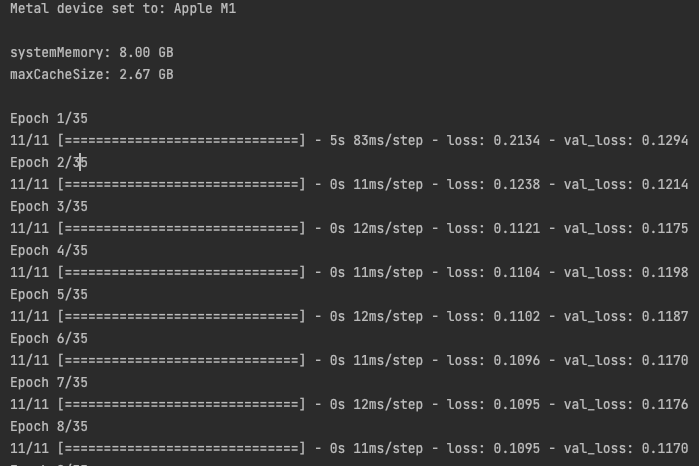 Metal device set to: Apple M1
systemMemory: 8.00 GB
maxCacheSize: 2.67 GB
Epoch 1/35
11/11 [==============================] - 5s 83ms/step - loss: 0.2134 - val_loss: 0.1294
Epoch 2/35
11/11 [==============================] - 0s 11ms/step - loss: 0.1238 - val_loss: 0.1214
Epoch 3/35
11/11 [==============================] - 0s 12ms/step - loss: 0.1121 - val_loss: 0.1175
Epoch 4/35
11/11 [==============================] - 0s 11ms/step - loss: 0.1104 - val_loss: 0.1198
Epoch 5/35
11/11 [==============================] - 0s 12ms/step - loss: 0.1102 - val_loss: 0.1187
Epoch 6/35
11/11 [==============================] - 0s 11ms/step - loss: 0.1096 - val_loss: 0.1170
Epoch 7/35
11/11 [==============================] - 0s 12ms/step - loss: 0.1095 - val_loss: 0.1176
Epoch 8/35
11/11 [==============================] - 0s 11ms/step - loss: 0.1095 - val_loss: 0.1170